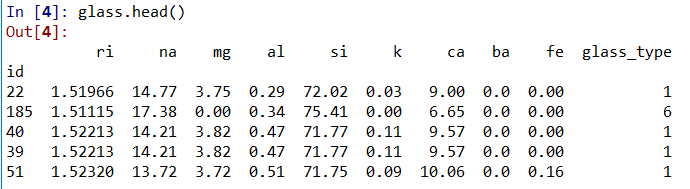 In [4]: glass.head()
Out[4]:
ri na mg al si k ca ba fe glass_type
id
22 1.51966 14.77 3.75 0.29 72.02 0.03 9.00 0.0 0.00 1
185 1.51115 17.38 0.00 0.34 75.41 0.00 6.65 0.0 0.00 6
40 1.52213 14.21 3.82 0.47 71.77 0.11 9.57 0.0 0.00 1
39 1.52213 14.21 3.82 0.47 71.77 0.11 9.57 0.0 0.00 1
51 1.52320 13.72 3.72 0.51 71.75 0.09 10.06 0.0 0.16 1